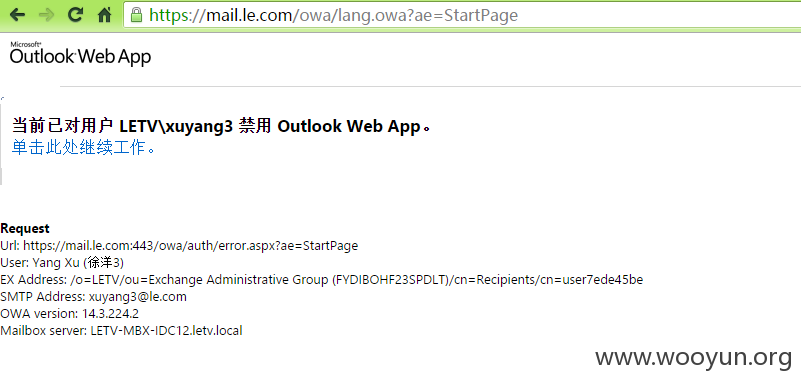 https://mail.le.com/owa/lang.owa?ae=StartPage
Microsoft®
Outlook Web App
当前已对用户 LETV\xuyang3 禁用 Outlook Web App。
单击此处继续工作。
Request
Url: https://mail.le.com:443/owa/auth/error.aspx?ae=StartPage
User: Yang Xu (徐洋3)
EX Address: /o=LETV/ou=Exchange Administrative Group (FYDIBOHF23SPDLT)/cn=Recipients/cn=user7ede45be
SMTP Address: xuyang3@le.com
OWA version: 14.3.224.2
Mailbox server: LETV-MBX-IDC12.letv.local
www.wooyun.org